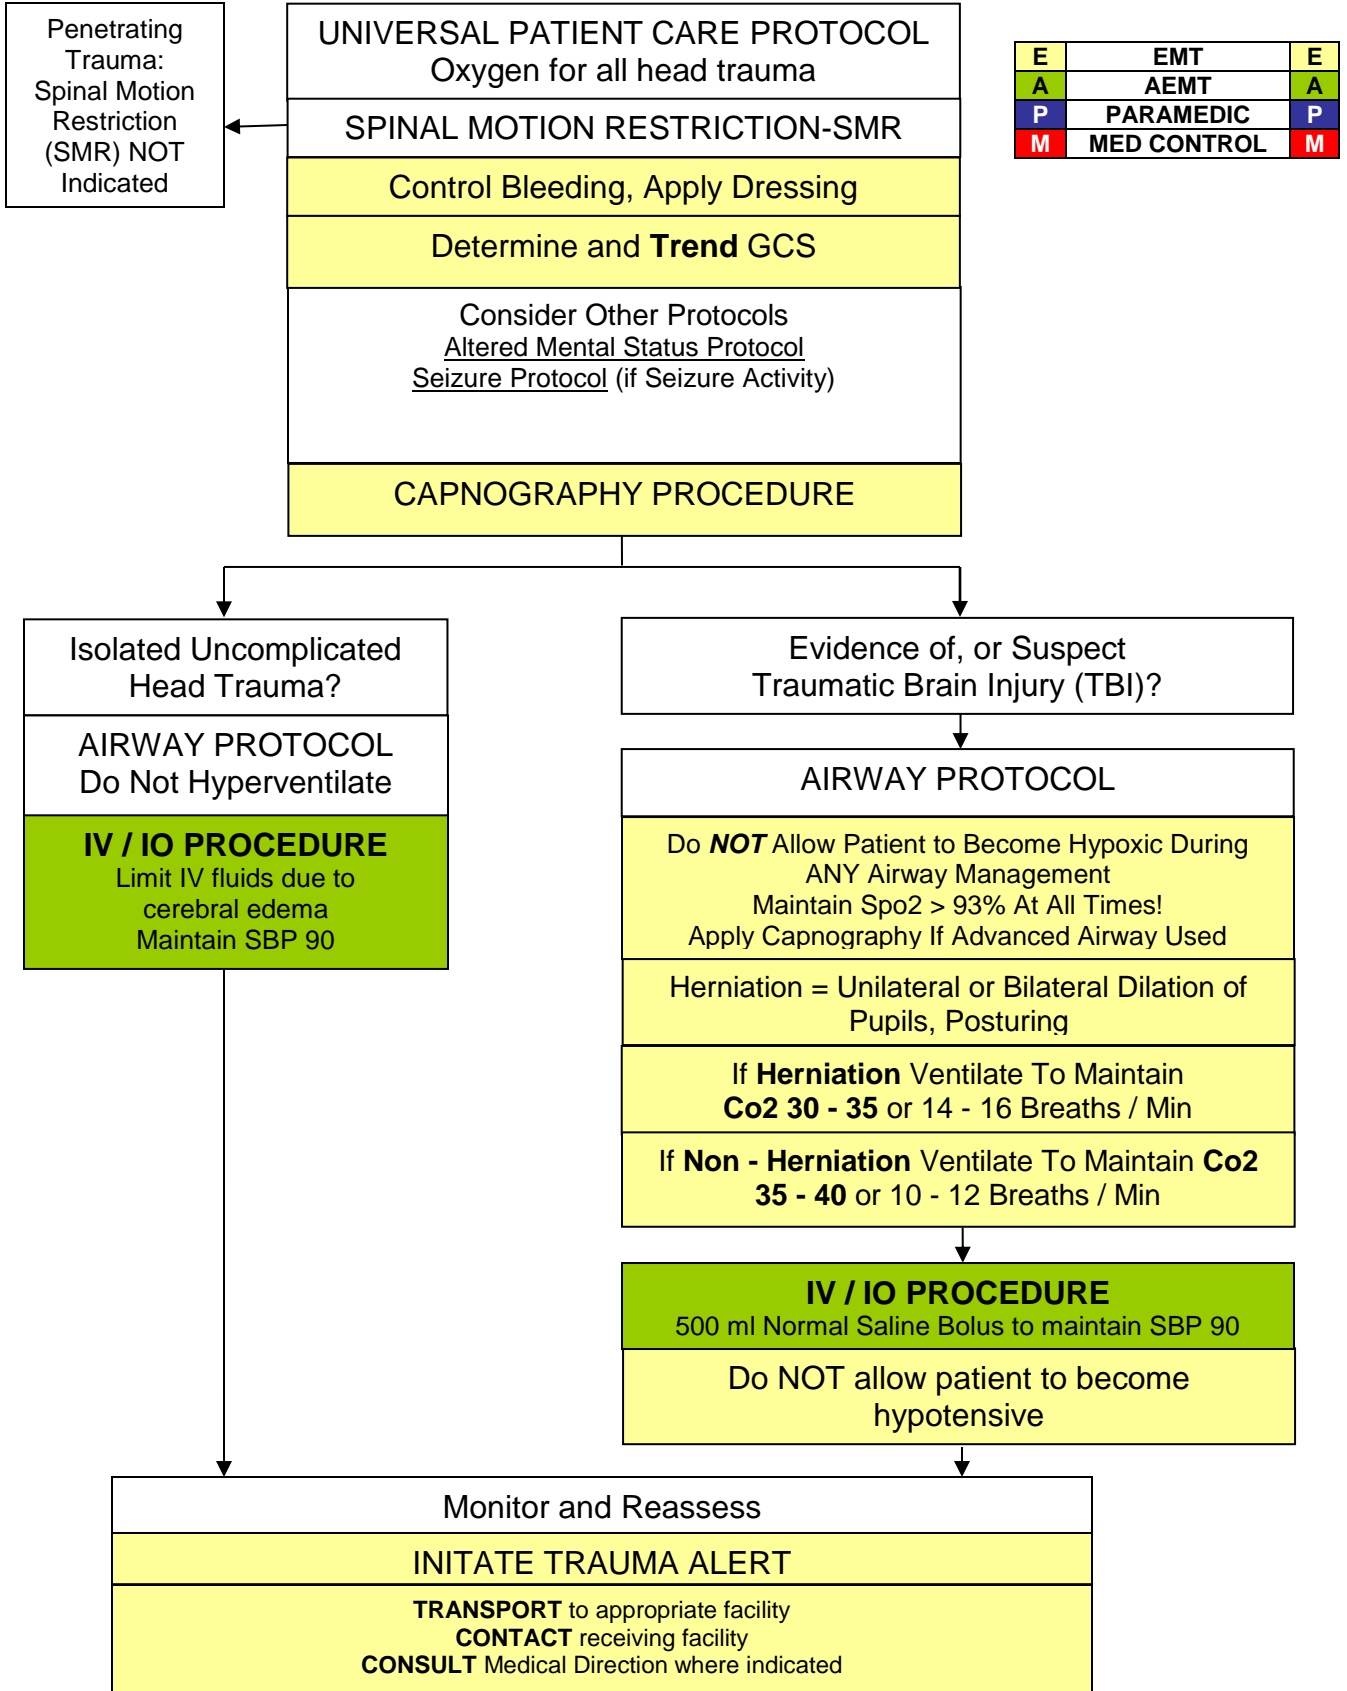 Penetrating
Trauma:
Spinal Motion
Restriction
(SMR) NOT
Indicated
UNIVERSAL PATIENT CARE PROTOCOL
Oxygen for all head trauma
SPINAL MOTION RESTRICTION-SMR
Control Bleeding, Apply Dressing
Determine and Trend GCS
Consider Other Protocols
Altered Mental Status Protocol
Seizure Protocol (if Seizure Activity)
CAPNOGRAPHY PROCEDURE
E EMT E
A AEMT A
P PARAMEDIC P
M MED CONTROL M
Isolated Uncomplicated
Head Trauma?
AIRWAY PROTOCOL
Do Not Hyperventilate
IV / IO PROCEDURE
Limit IV fluids due to
cerebral edema
Maintain SBP 90
Evidence of, or Suspect
Traumatic Brain Injury (TBI)?
AIRWAY PROTOCOL
Do NOT Allow Patient to Become Hypoxic During
ANY Airway Management
Maintain Spo2 > 93% At All Times!
Apply Capnography If Advanced Airway Used
Herniation = Unilateral or Bilateral Dilation of
Pupils, Posturing
If Herniation Ventilate To Maintain
Co2 30 - 35 or 14 - 16 Breaths / Min
If Non - Herniation Ventilate To Maintain Co2
35 - 40 or 10 - 12 Breaths / Min
IV / IO PROCEDURE
500 ml Normal Saline Bolus to maintain SBP 90
Do NOT allow patient to become
hypotensive
Monitor and Reassess
INITATE TRAUMA ALERT
TRANSPORT to appropriate facility
CONTACT receiving facility
CONSULT Medical Direction where indicated